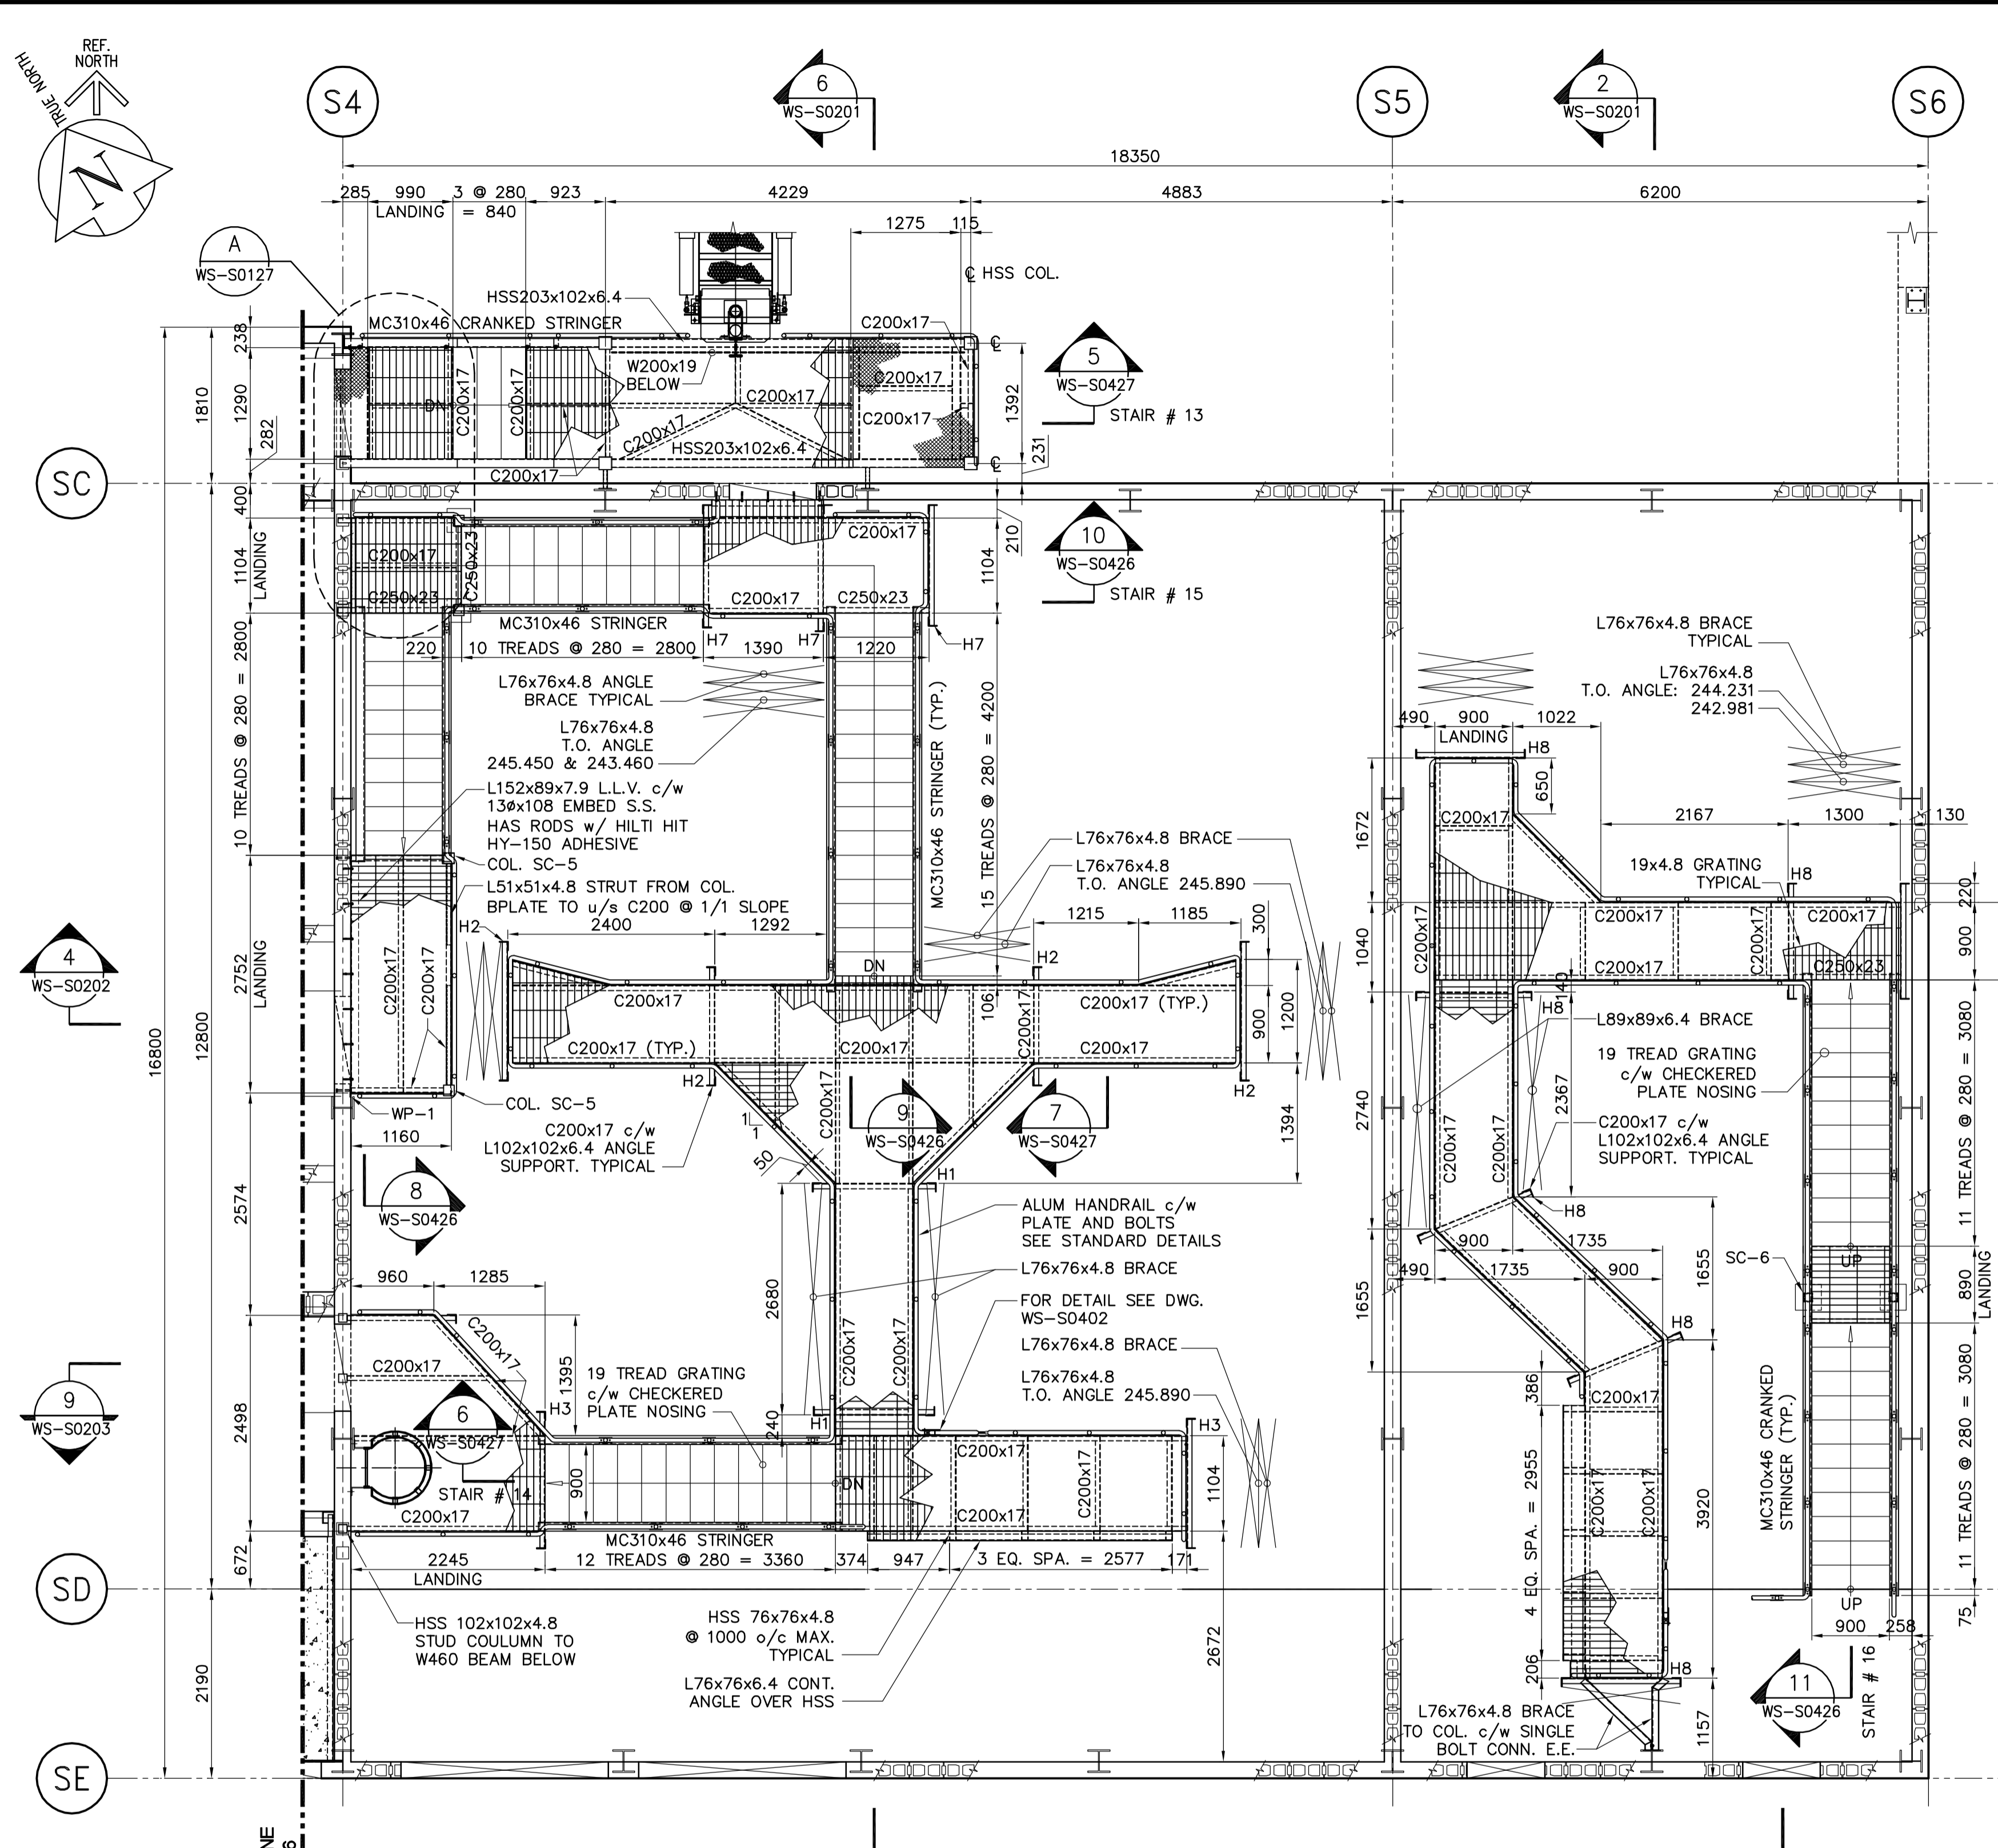 REF.
NORTH
TRUE NORTH
N
S4
6
WS-S0201
S5
2
WS-S0201
S6
18350
285
990
3 @ 280
923
4229
4883
6200
LANDING
= 840
1275
115
A
WS-S0127
℄ HSS COL.
HSS203x102x6.4
MC310x46 CRANKED STRINGER
C200x17
℄
5
WS-S0427
STAIR # 13
238
1810
1290
282
W200x19
BELOW
C200x17
C200x17
C200x17
DN
C200x17
C200x17
C200x17
HSS203x102x6.4
C200x17
1392
℄
231
SC
400
1104
LANDING
C200x17
C250x23
C250x23
C200x17
C200x17
C250x23
1104
210
10
WS-S0426
STAIR # 15
MC310x46 STRINGER
H7
H7
H7
220
10 TREADS @ 280 = 2800
1390
1220
L76x76x4.8 ANGLE
BRACE TYPICAL
L76x76x4.8
T.O. ANGLE
245.450 & 243.460
L152x89x7.9 L.L.V. c/w
13ø x108 EMBED S.S.
HAS RODS w/ HILTI HIT
HY-150 ADHESIVE
COL. SC-5
L51x51x4.8 STRUT FROM COL.
BPLATE TO u/s C200 @ 1/1 SLOPE
10 TREADS @ 280 = 2800
MC310x46 STRINGER (TYP.)
15 TREADS @ 280 = 4200
L76x76x4.8 BRACE
TYPICAL
L76x76x4.8
T.O. ANGLE: 244.231
242.981
490
900
1022
LANDING
H8
650
1672
C200x17
2167
1300
130
L76x76x4.8 BRACE
L76x76x4.8
T.O. ANGLE 245.890
19x4.8 GRATING
TYPICAL
H8
220
4
WS-S0202
2752
LANDING
16800
12800
H2
2400
1292
1215
1185
300
H2
DN
C200x17
C200x17
C200x17
C200x17 (TYP.)
106
C200x17
C200x17 (TYP.)
C200x17 (TYP.)
C200x17
C200x17
900
1200
1040
C200x17
C200x17
C200x17
C200x17
C200x17
C250x23
900
140
H8
L89x89x6.4 BRACE
19 TREAD GRATING
c/w CHECKERED
PLATE NOSING
H2
H2
WP-1
COL. SC-5
1160
C200x17 c/w
L102x102x6.4 ANGLE
SUPPORT. TYPICAL
1
1
50
C200x17
9
WS-S0426
7
WS-S0427
1394
2740
2367
C200x17
C200x17
C200x17 c/w
L102x102x6.4 ANGLE
SUPPORT. TYPICAL
11 TREADS @ 280 = 3080
8
WS-S0426
2574
H1
ALUM HANDRAIL c/w
PLATE AND BOLTS
SEE STANDARD DETAILS
L76x76x4.8 BRACE
FOR DETAIL SEE DWG.
WS-S0402
L76x76x4.8 BRACE
L76x76x4.8
T.O. ANGLE 245.890
H8
900
1735
490
1735
900
1655
1655
SC-6
UP
890
LANDING
960
1285
2680
C200x17
C200x17
1395
H3
C200x17
C200x17
19 TREAD GRATING
c/w CHECKERED
PLATE NOSING
H8
9
WS-S0203
2498
6
WS-S0427
240
H1
H3
STAIR # 14
900
DN
C200x17
C200x17
C200x17
1104
C200x17
386
C200x17
C200x17
C200x17
4 EQ. SPA. = 2955
3920
MC310x46 CRANKED
STRINGER (TYP.)
11 TREADS @ 280 = 3080
MC310x46 STRINGER
672
2245
LANDING
12 TREADS @ 280 = 3360
374
947
3 EQ. SPA. = 2577
171
SD
UP
900
258
75
HSS 102x102x4.8
STUD COULUMN TO
W460 BEAM BELOW
HSS 76x76x4.8
@ 1000 o/c MAX.
TYPICAL
L76x76x6.4 CONT.
ANGLE OVER HSS
2190
2672
206
H8
1157
11
WS-S0426
STAIR # 16
L76x76x4.8 BRACE
TO COL. c/w SINGLE
BOLT CONN. E.E.
SE